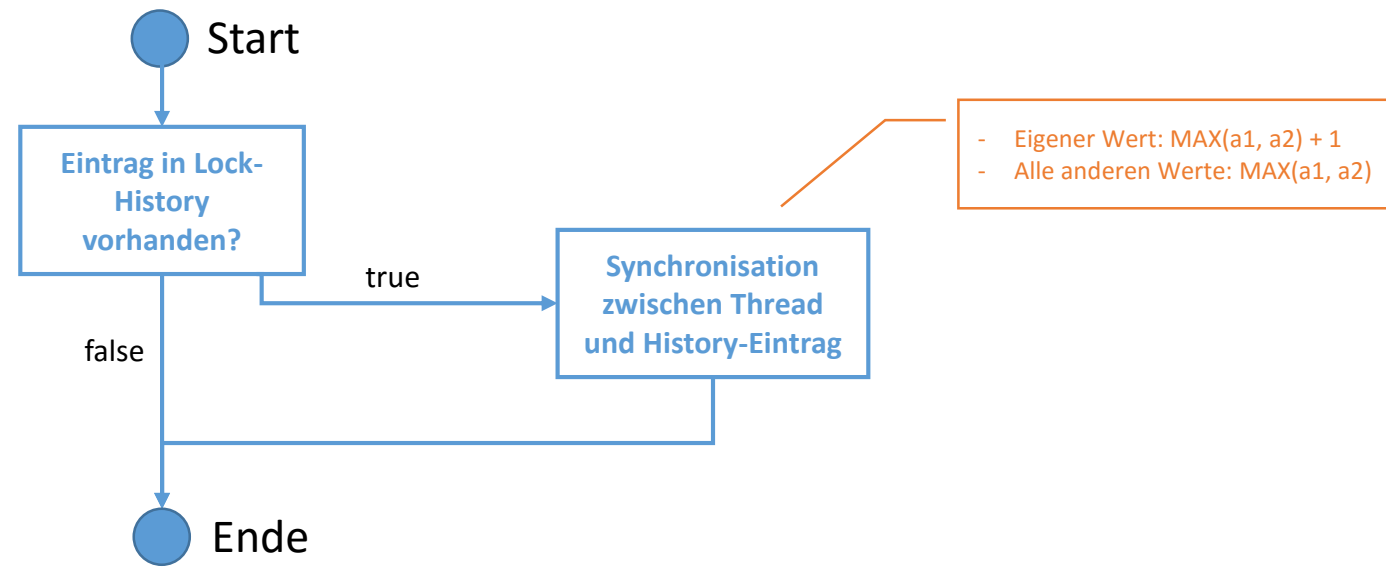 Start
Eintrag in Lock-
History
vorhanden?
- Eigener Wert: MAX(a1, a2) + 1
- Alle anderen Werte: MAX(a1, a2)
true
Synchronisation
zwischen Thread
und History-Eintrag
false
Ende